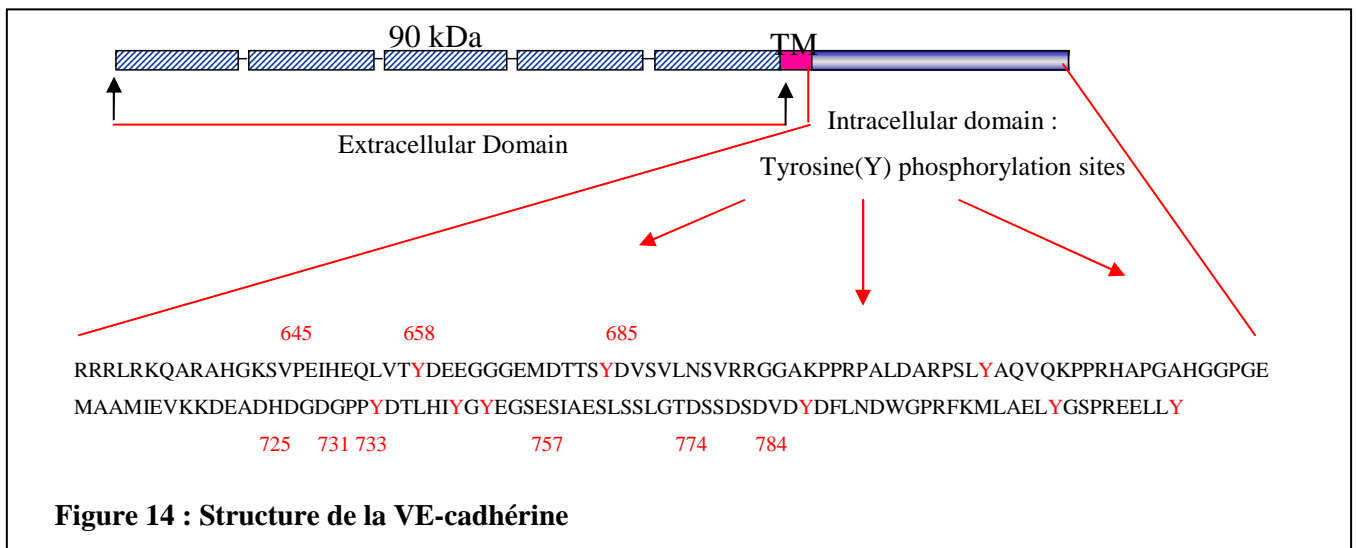 90 kDa TM
Extracellular Domain
Intracellular domain :
Tyrosine(Y) phosphorylation sites
645 658 685
RRRLRKQARAHGKSVPEIHEQLVTYDEEGGGEMDTTSYDVSVLNSVRRGGAKPPRPALDARPSLYAQVQKPPRHAPGAHGGPGE
MAAMIEVKKDEADHDGDGPPYDTLHIYGYEGSESIAESLSSLGTDSSDSDVDYDFLNDWGPRFKMLAELYGSPREELLY
725 731 733 757 774 784
Figure 14 : Structure de la VE-cadhérine